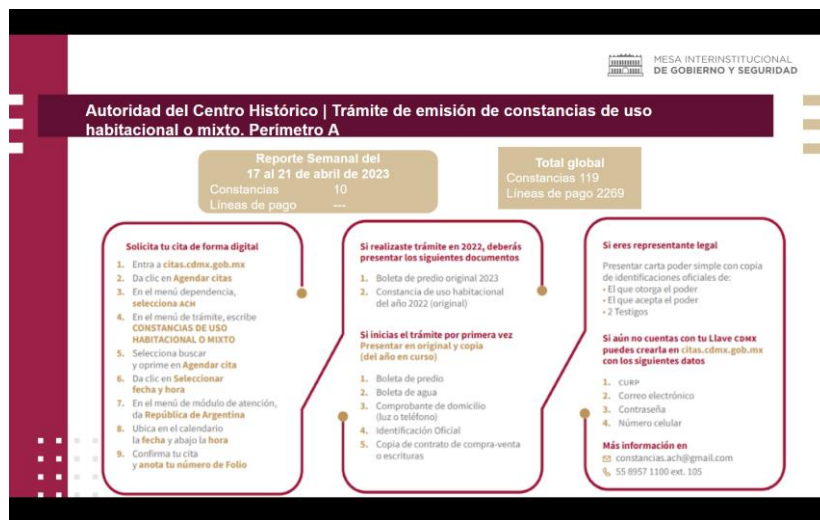 MESA INTERINSTITUCIONAL
DE GOBIERNO Y SEGURIDAD
Autoridad del Centro Histórico | Trámite de emisión de constancias de uso
habitacional o mixto. Perímetro A
Reporte Semanal del
17 al 21 de abril de 2023
Constancias 10
Líneas de pago ---
Total global
Constancias 119
Líneas de pago 2269
Solicita tu cita de forma digital
1. Entra a citas.cdmx.gob.mx
2. Da clic en Agendar citas
3. En el menú dependencia,
selecciona ACH
4. En el menú de trámite, escribe
CONSTANCIAS DE USO
HABITACIONAL O MIXTO
5. Selecciona buscar
y oprime en Agendar cita
6. Da clic en Seleccionar
fecha y hora
7. En el menú de módulo de atención,
da República de Argentina
8. Ubica en el calendario
la fecha y abajo la hora
9. Confirma tu cita
y anota tu número de Folio
Si realizaste trámite en 2022, deberás
presentar los siguientes documentos
1. Boleta de predio original 2023
2. Constancia de uso habitacional
del año 2022 (original)
Si inicias el trámite por primera vez
Presentar en original y copia
(del año en curso)
1. Boleta de predio
2. Boleta de agua
3. Comprobante de domicilio
(luz o teléfono)
4. Identificación Oficial
5. Copia de contrato de compra-venta
o escrituras
Si eres representante legal
Presentar carta poder simple con copia
de identificaciones oficiales de:
• El que otorga el poder
• El que acepta el poder
• 2 Testigos
Si aún no cuentas con tu Llave CDMX
puedes crearla en citas.cdmx.gob.mx
con los siguientes datos
1. CURP
2. Correo electrónico
3. Contraseña
4. Número celular
Más información en
constancias.ach@gmail.com
55 8957 1100 ext. 105